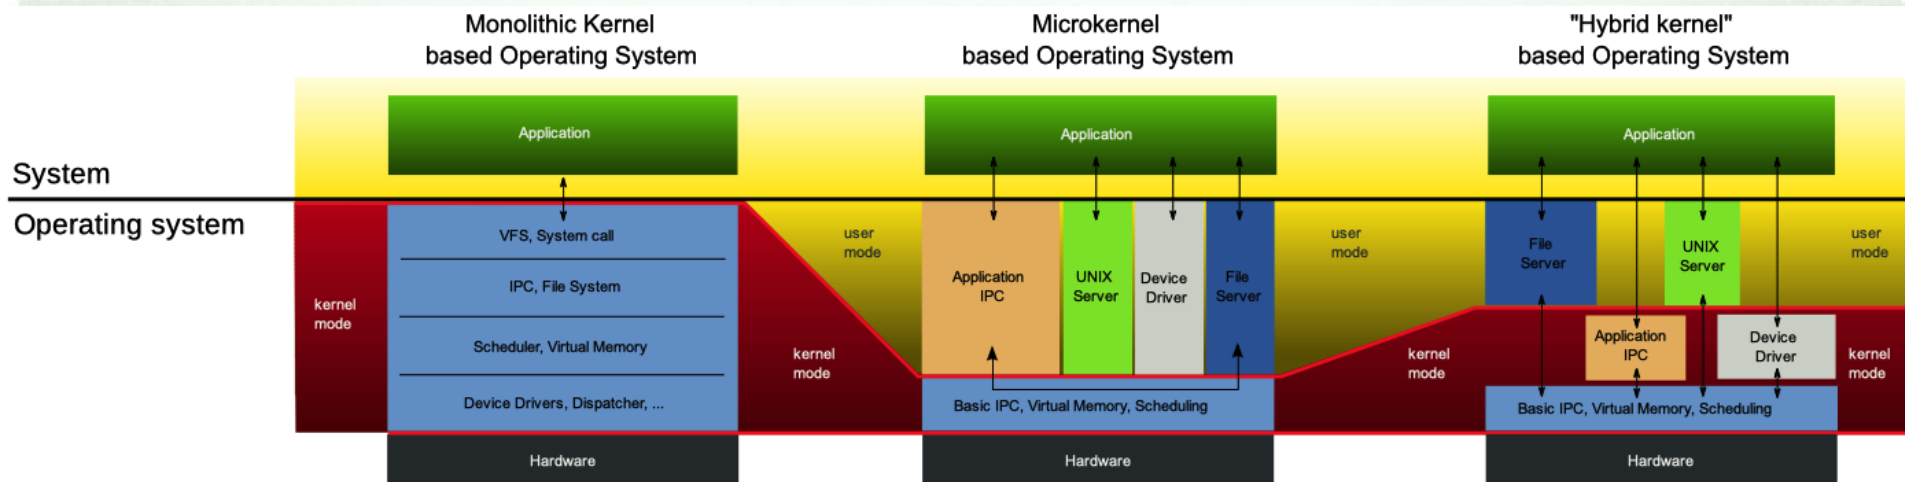 Monolithic Kernel
based Operating System
Microkernel
based Operating System
"Hybrid kernel"
based Operating System
System
Operating system
Application
VFS, System call
IPC, File System
Scheduler, Virtual Memory
Device Drivers, Dispatcher, ...
Hardware
kernel
mode
kernel
mode
user
mode
Application
Application
IPC
UNIX
Server
Device
Driver
File
Server
Basic IPC, Virtual Memory, Scheduling
Hardware
user
mode
kernel
mode
Application
File
Server
UNIX
Server
Application
IPC
Device
Driver
Basic IPC, Virtual Memory, Scheduling
Hardware
user
mode
kernel
mode